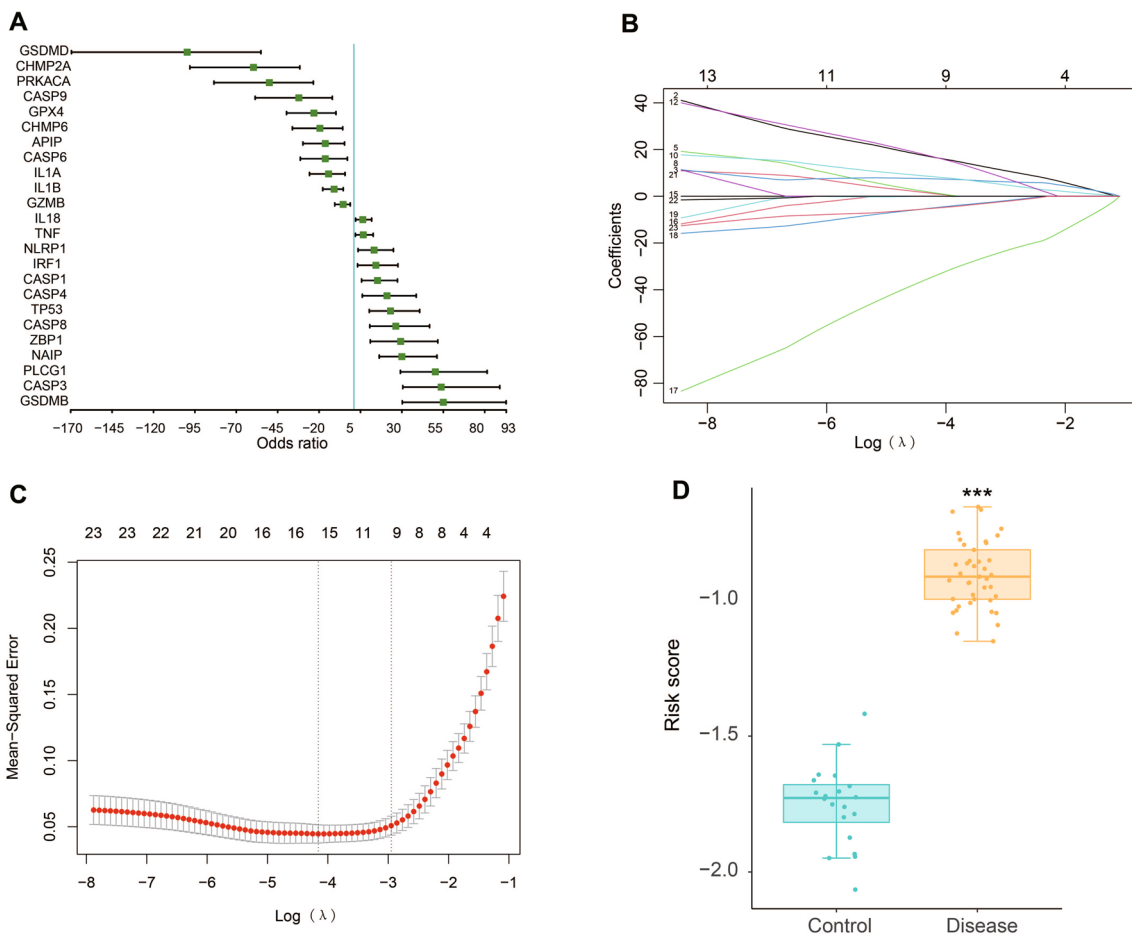 A
GSDMD
CHMP2A
PRKACA
CASP9
GPX4
CHMP6
APIP
CASP6
IL1A
IL1B
GZMB
IL18
TNF
NLRP1
IRF1
CASP1
CASP4
TP53
CASP8
ZBP1
NAIP
PLCG1
CASP3
GSDMB
−170 −145 −120 −95 −70 −45 −20 5 30 55 80 93
Odds ratio
B
13 11 9 4
Coefficients
40
20
0
−20
−40
−60
−80
2
12
5
10
8
21
15
22
19
16
23
18
17
−8 −6 −4 −2
Log (λ)
C
23 23 22 21 20 16 16 15 11 9 8 8 4 4
Mean−Squared Error
0.25
0.20
0.15
0.10
0.05
−8 −7 −6 −5 −4 −3 −2 −1
Log (λ)
D
***
Risk score
−1.0
−1.5
−2.0
Control Disease